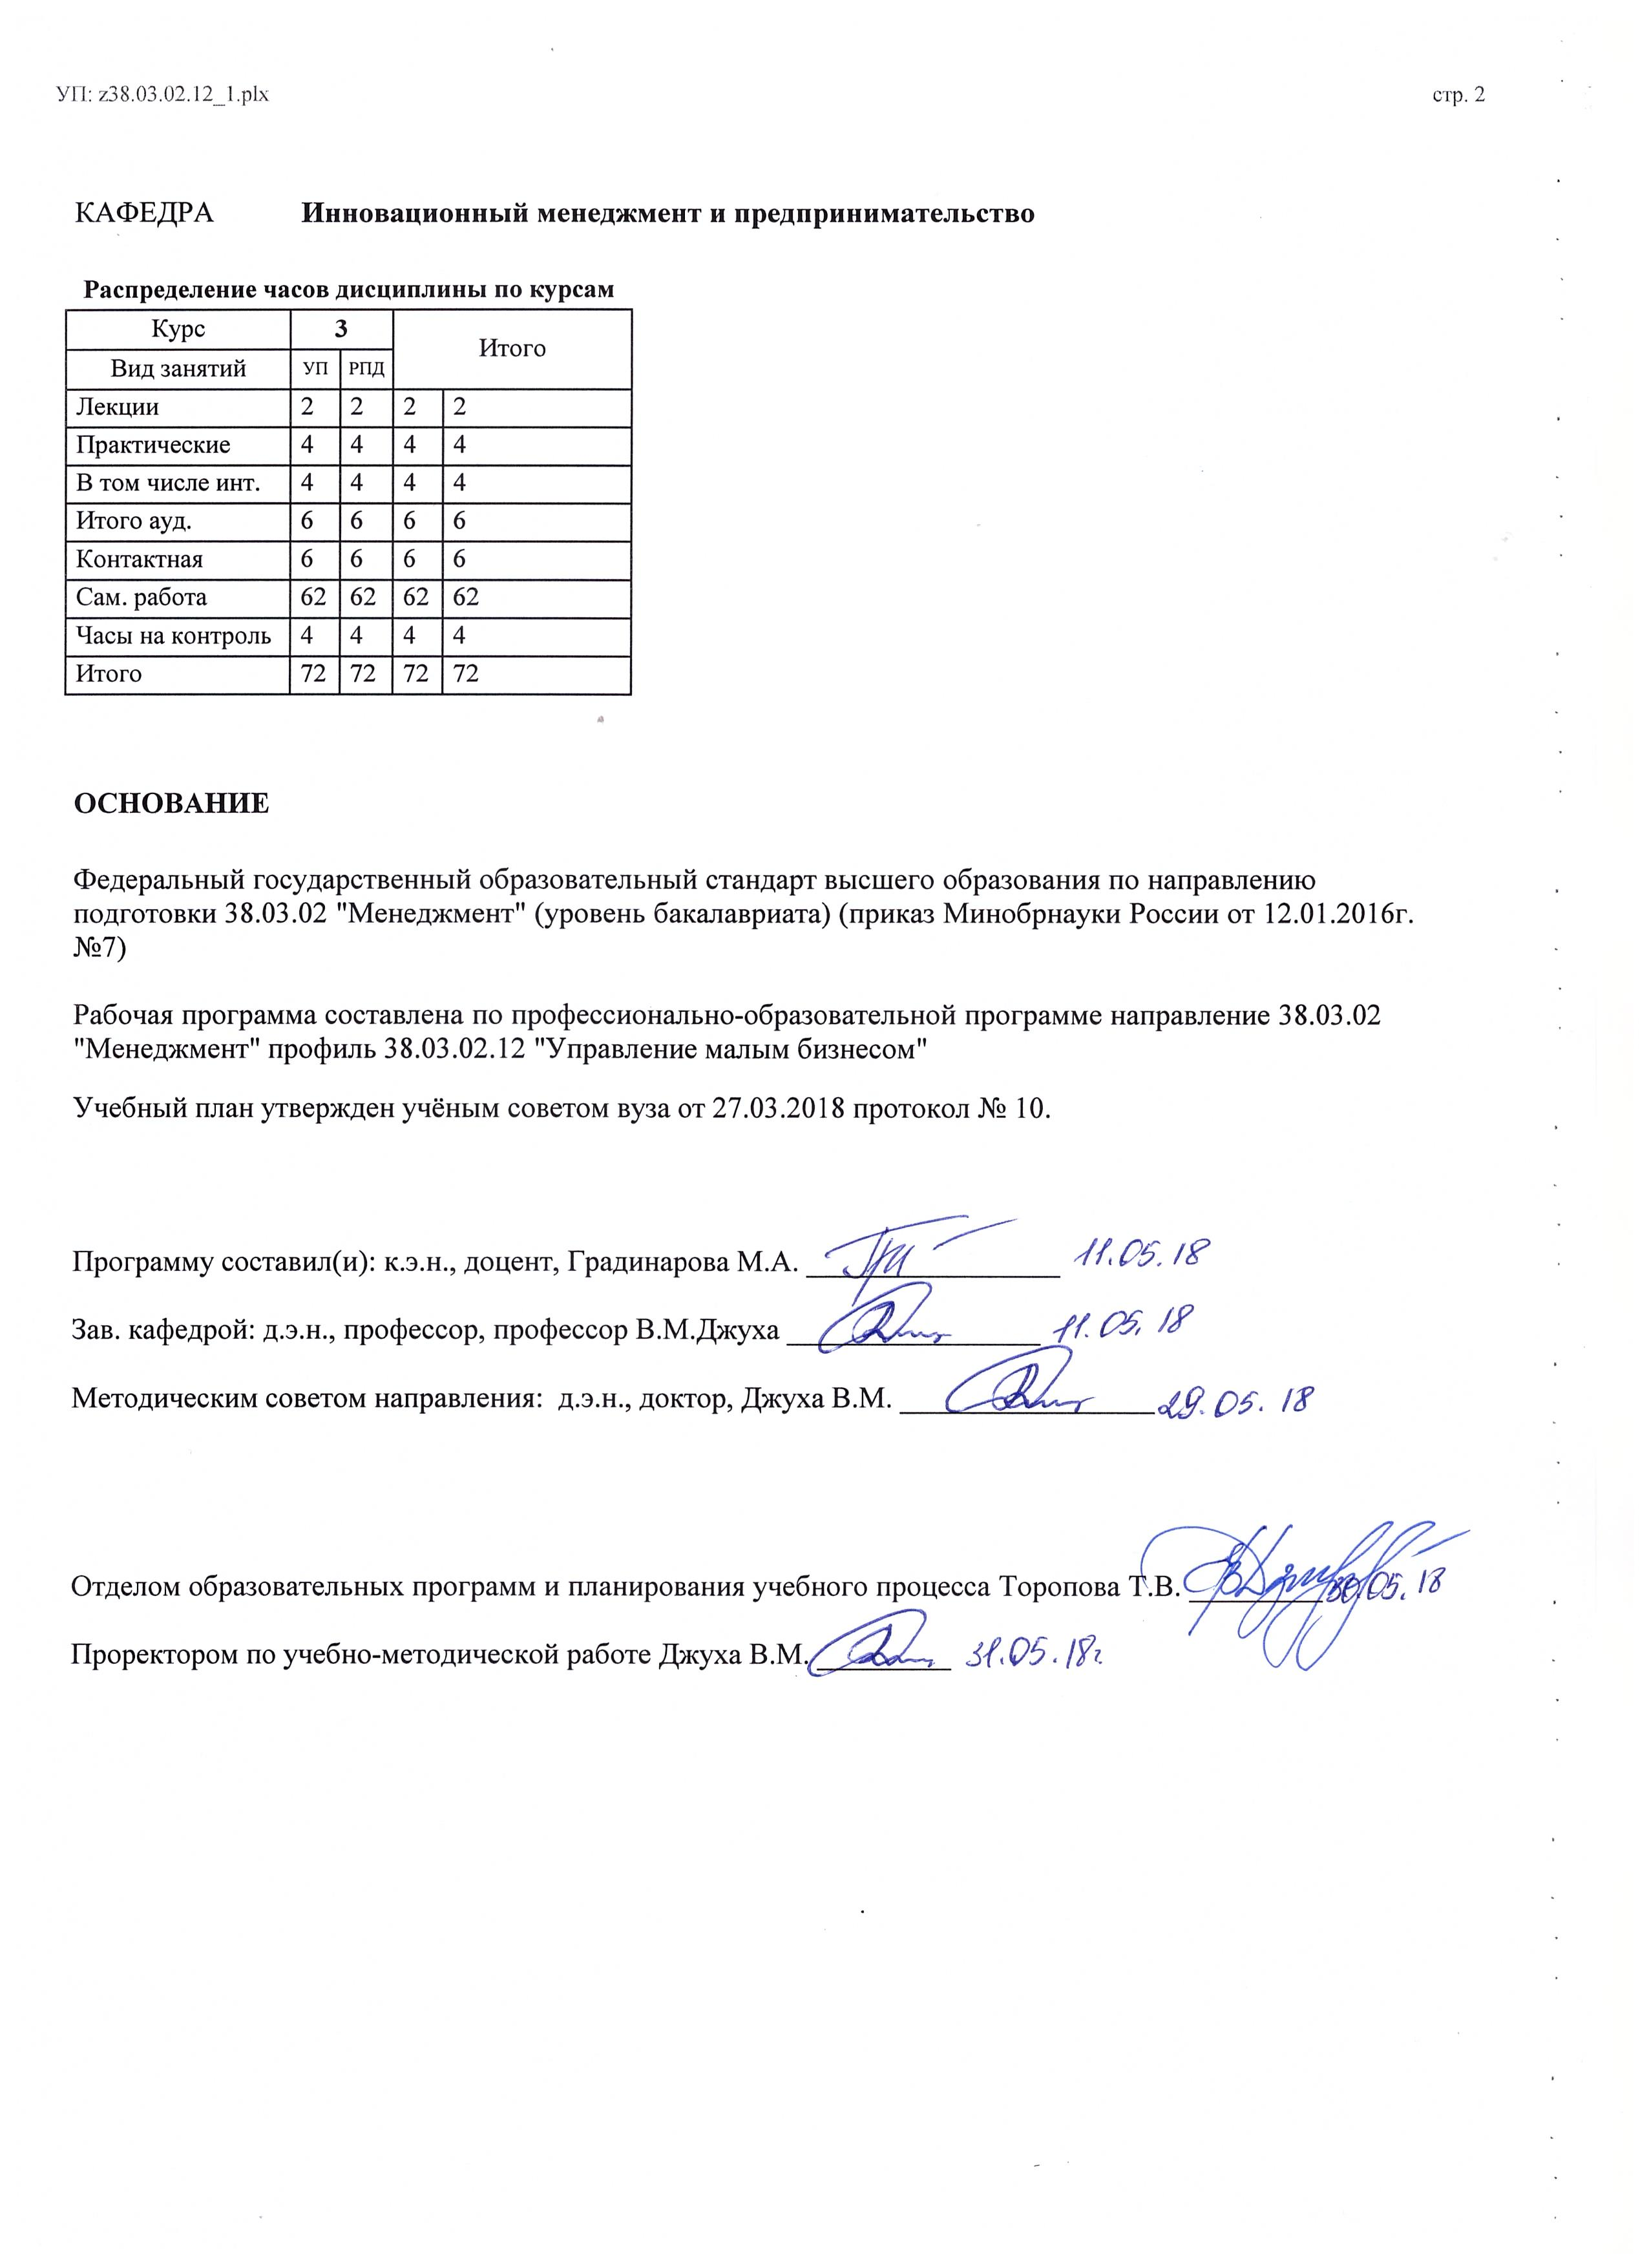 УП: z38.03.02.12_1.plx стр. 2
КАФЕДРА Инновационный менеджмент и предпринимательство
Распределение часов дисциплины по курсам
Курс 3 Итого
Вид занятий УП РПД
Лекции 2 2 2 2
Практические 4 4 4 4
В том числе инт. 4 4 4 4
Итого ауд. 6 6 6 6
Контактная 6 6 6 6
Сам. работа 62 62 62 62
Часы на контроль 4 4 4 4
Итого 72 72 72 72
ОСНОВАНИЕ
Федеральный государственный образовательный стандарт высшего образования по направлению
подготовки 38.03.02 "Менеджмент" (уровень бакалавриата) (приказ Минобрнауки России от 12.01.2016г.
№7)
Рабочая программа составлена по профессионально-образовательной программе направление 38.03.02
"Менеджмент" профиль 38.03.02.12 "Управление малым бизнесом"
Учебный план утвержден учёным советом вуза от 27.03.2018 протокол № 10.
Программу составил(и): к.э.н., доцент, Градинарова М.А. 11.05.18
Зав. кафедрой: д.э.н., профессор, профессор В.М.Джуха 11.05.18
Методическим советом направления: д.э.н., доктор, Джуха В.М. 29.05.18
Отделом образовательных программ и планирования учебного процесса Торопова Т.В. 30.05.18
Проректором по учебно-методической работе Джуха В.М. 31.05.18г.